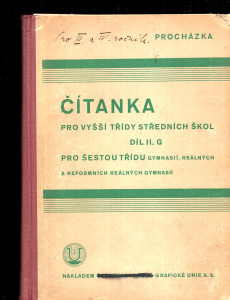 Pro III a IV. ročník. PROCHÁZKA
ČÍTANKA
PRO VYŠŠÍ TŘÍDY STŘEDNÍCH ŠKOL
DÍL II. G
PRO ŠESTOU TŘÍDU GYMNASIÍ, REÁLNÝCH
A REFORMNÍCH REÁLNÝCH GYMNASIÍ
NÁKLADEM GRAFICKÉ UNIE A. S.